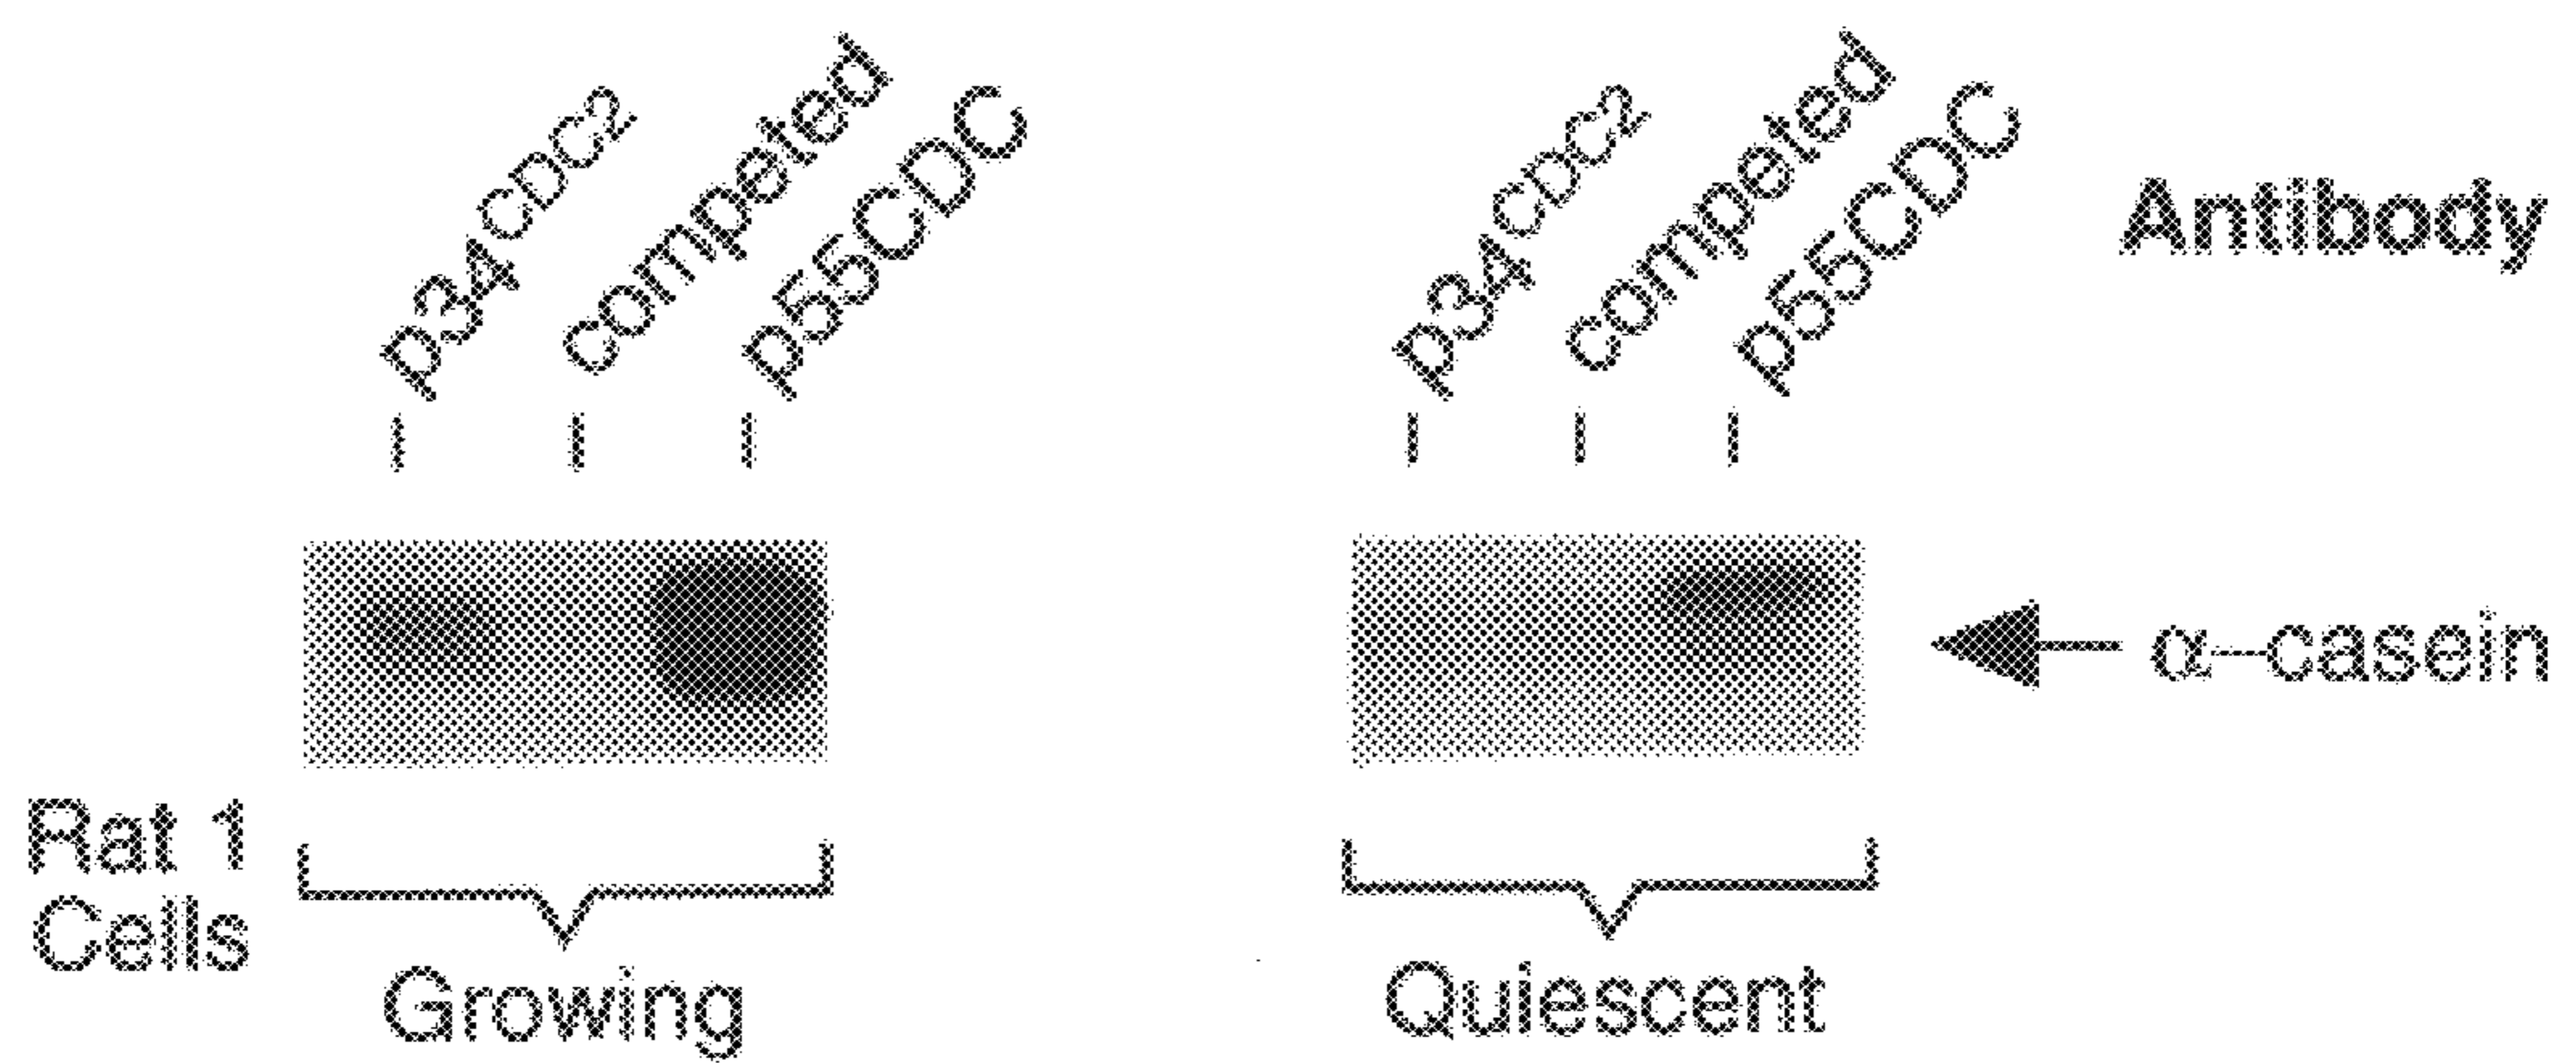 p34CDC2
competed
p55CDC
p34CDC2
competed
p55CDC
Antibody
α-casein
Rat 1
Cells
Growing
Quiescent